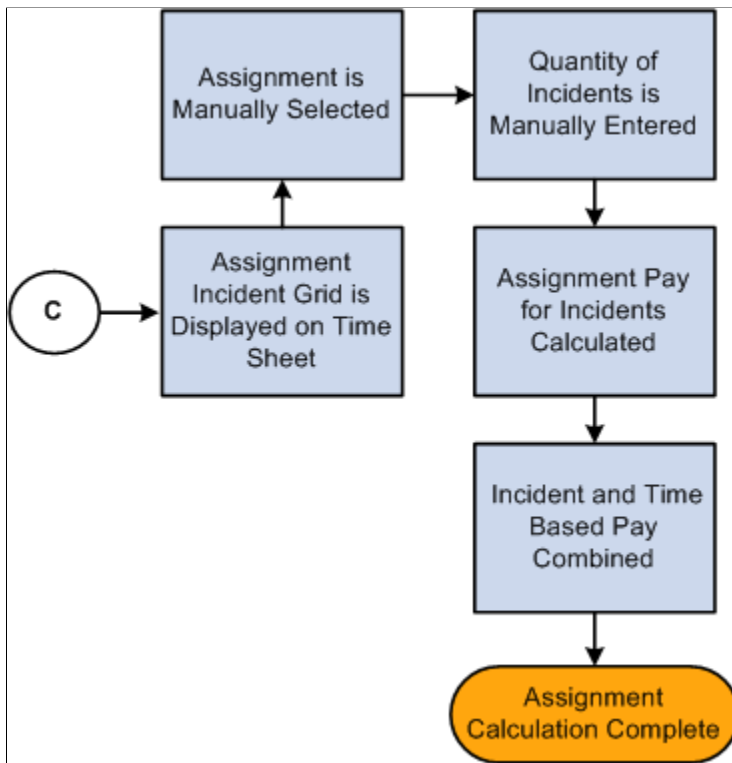 C
Assignment
Incident Grid is
Displayed on Time
Sheet
Assignment is
Manually Selected
Quantity of
Incidents is
Manually Entered
Assignment Pay
for Incidents
Calculated
Incident and Time
Based Pay
Combined
Assignment
Calculation Complete